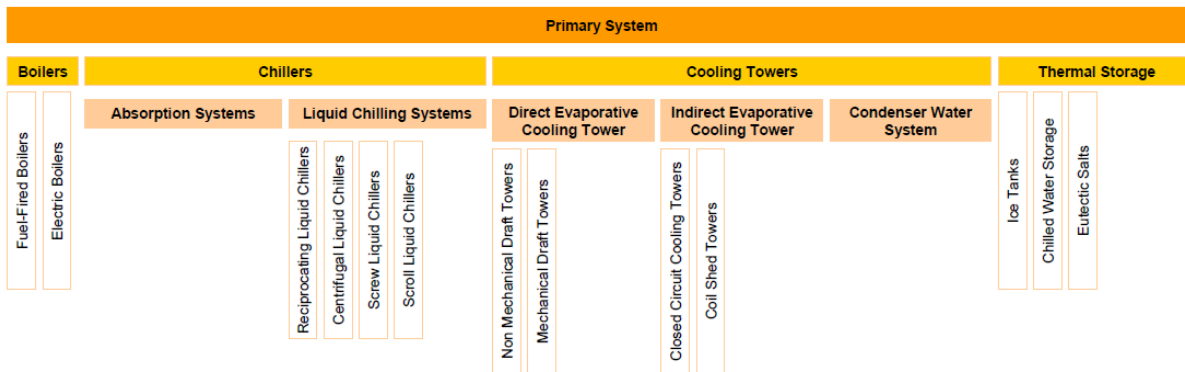 Primary System
Boilers
Chillers
Cooling Towers
Thermal Storage
Absorption Systems
Liquid Chilling Systems
Direct Evaporative
Cooling Tower
Indirect Evaporative
Cooling Tower
Condenser Water
System
Fuel-Fired Boilers
Electric Boilers
Reciprocating Liquid Chillers
Centrifugal Liquid Chillers
Screw Liquid Chillers
Scroll Liquid Chillers
Non Mechanical Draft Towers
Mechanical Draft Towers
Closed Circuit Cooling Towers
Coil Shed Towers
Ice Tanks
Chilled Water Storage
Eutectic Salts